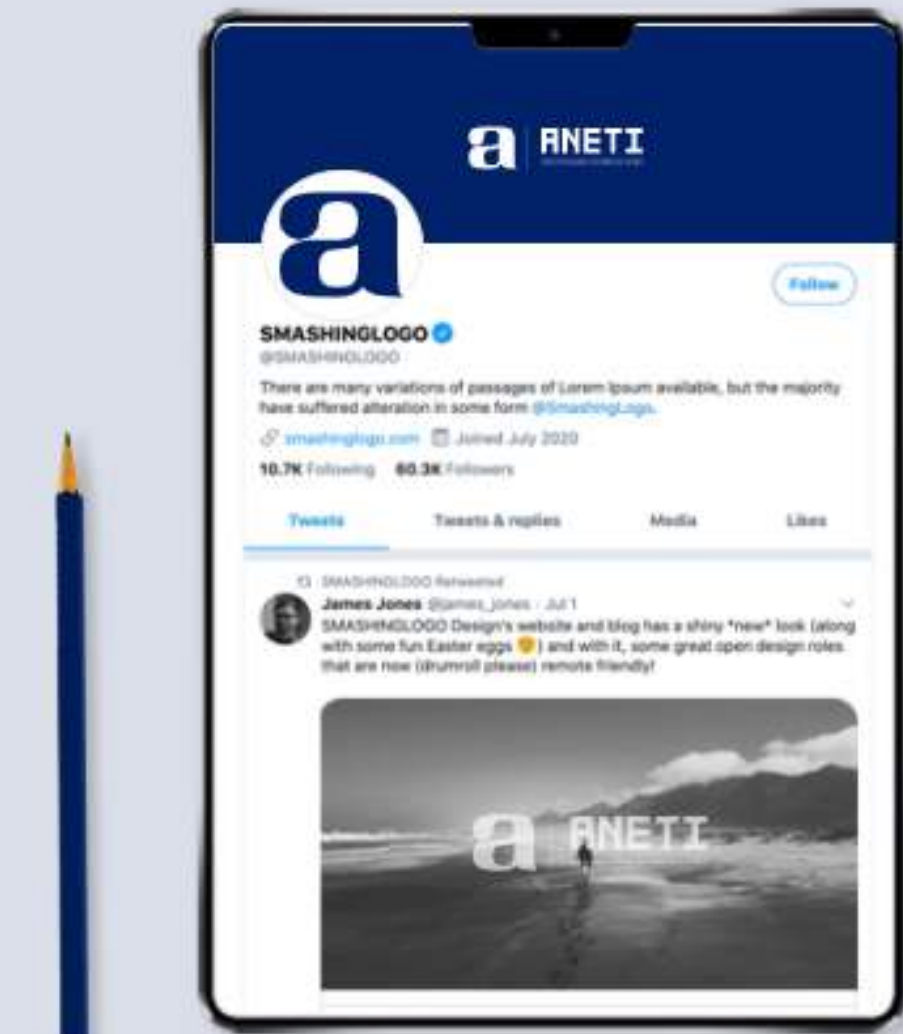 a ANETI
a
Follow
SMASHINGLOGO
@SMASHINGLOGO
There are many variations of passages of Lorem Ipsum available, but the majority
have suffered alteration in some form @SmashingLogo.
smashinglogo.com Joined July 2020
10.7K Following 60.3K Followers
Tweets Tweets & replies Media Likes
SMASHINGLOGO Retweeted
James Jones @james_jones · Jul 1
SMASHINGLOGO Design's website and blog has a shiny *new* look (along
with some fun Easter eggs 😍) and with it, some great open design roles
that are now (drumroll please) remote friendly!
a ANETI